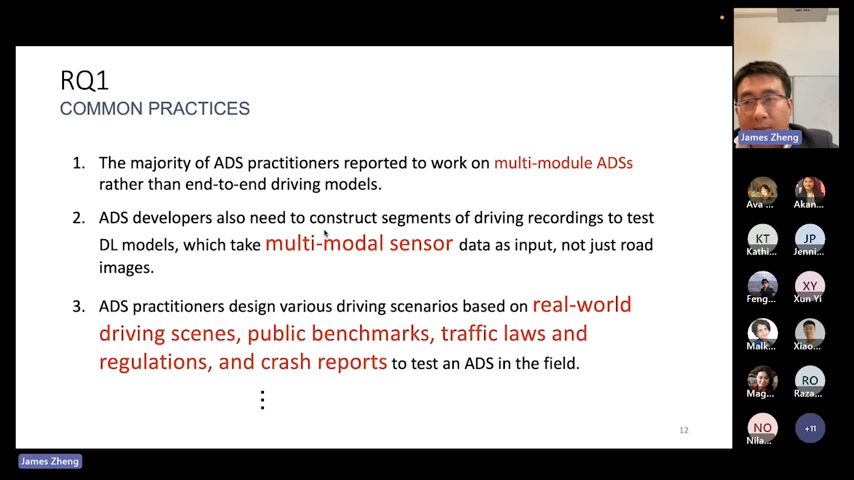 RQ1
COMMON PRACTICES
1. The majority of ADS practitioners reported to work on multi-module ADSs
rather than end-to-end driving models.
2. ADS developers also need to construct segments of driving recordings to test
DL models, which take multi-modal sensor data as input, not just road
images.
3. ADS practitioners design various driving scenarios based on real-world
driving scenes, public benchmarks, traffic laws and
regulations, and crash reports to test an ADS in the field.
⋮
12
James Zheng
James Zheng
Ava ...
Akan...
KT
Kathi...
JP
Jenni...
Feng...
XY
Xun Yi
Malk...
Xiao...
Mag...
RO
Raza...
NO
Nila...
+11